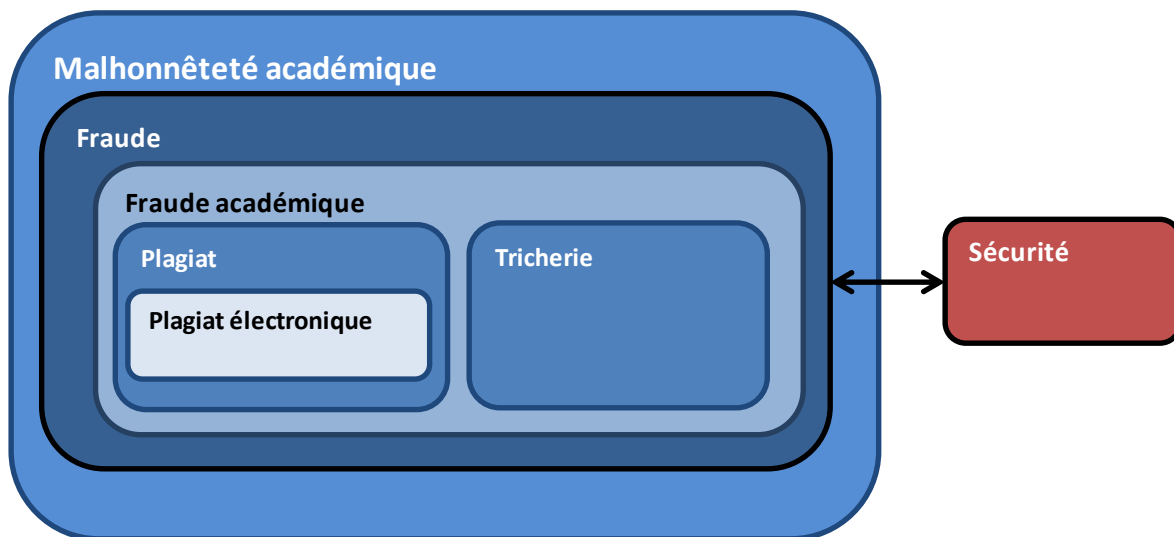 Malhonnêteté académique
Fraude
Fraude académique
Plagiat
Tricherie
Plagiat électronique
Sécurité